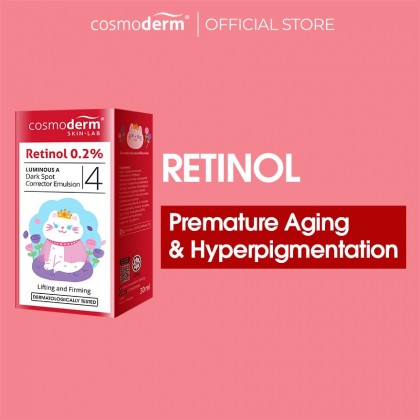 cosmoderm® | OFFICIAL STORE
cosmoderm®
SKIN•LAB
Retinol 0.2%
LUMINOUS A
Dark Spot
Corrector Emulsion
4
Lifting and Firming
DERMATOLOGICALLY TESTED
30ml
RETINOL
Premature Aging
& Hyperpigmentation